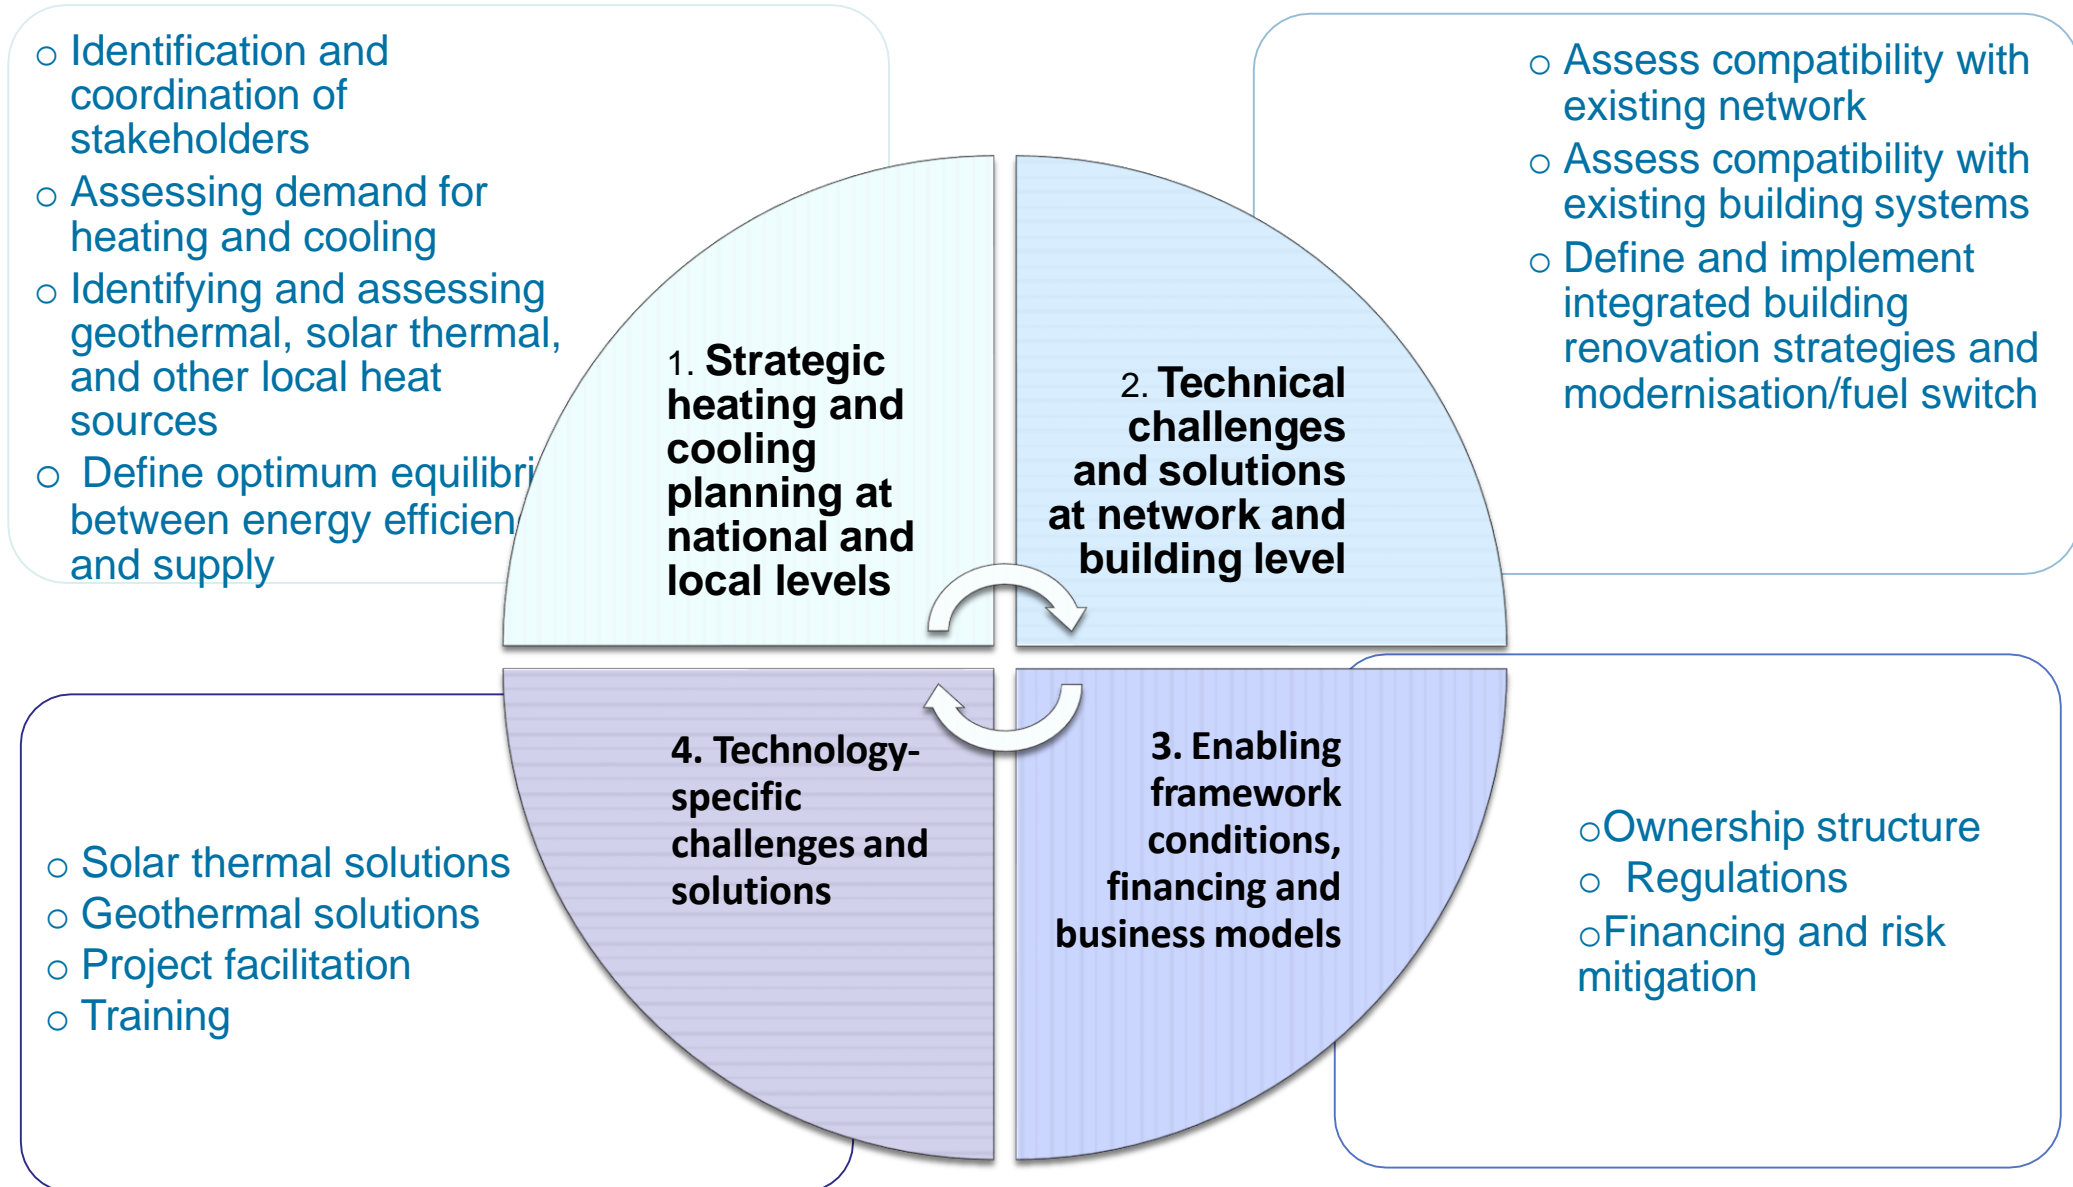 o Identification and
coordination of
stakeholders
o Assessing demand for
heating and cooling
o Identifying and assessing
geothermal, solar thermal,
and other local heat
sources
o Define optimum
between energy
and supply
1. Strategic
heating and
cooling
planning at
national and
local levels
o Assess compatibility with
existing network
o Assess compatibility with
existing building systems
o Define and implement
integrated building
renovation strategies and
modernisation/fuel switch
2. Technical
challenges
and solutions
at network and
building level
4. Technology-
specific
challenges and
solutions
o Solar thermal solutions
o Geothermal solutions
o Project facilitation
o Training
3. Enabling
framework
conditions,
financing and
business models
oOwnership structure
o Regulations
oFinancing and risk
mitigation